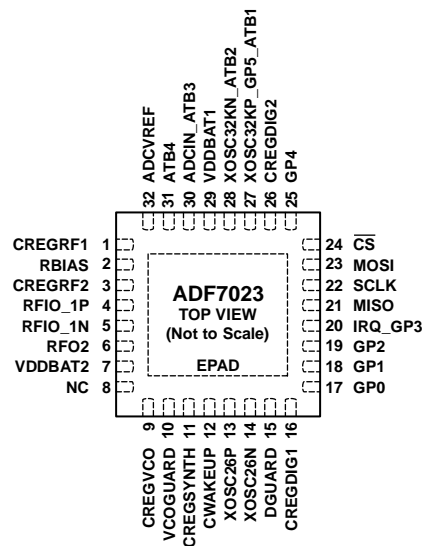 32 ADCVREF
31 ATB4
30 ADCIN_ATB3
29 VDDBAT1
28 XOSC32KN_ATB2
27 XOSC32KP_GP5_ATB1
26 CREGDIG2
25 GP4
CREGRF1 1
RBIAS 2
CREGRF2 3
RFIO_1P 4
RFIO_1N 5
RFO2 6
VDDBAT2 7
NC 8
ADF7023
TOP VIEW
(Not to Scale)
EPAD
24 CS
23 MOSI
22 SCLK
21 MISO
20 IRQ_GP3
19 GP2
18 GP1
17 GP0
CREGVCO 9
VCOGUARD 10
CREGSYNTH 11
CWAKEUP 12
XOSC26P 13
XOSC26N 14
DGUARD 15
CREGDIG1 16